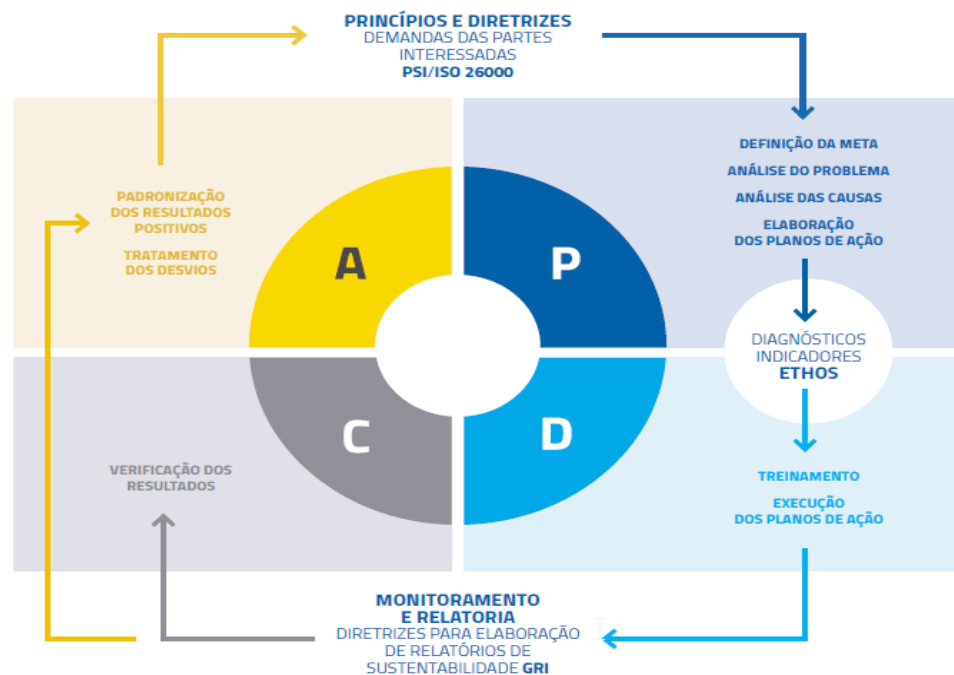 PRINCÍPIOS E DIRETRIZES
DEMANDAS DAS PARTES
INTERESSADAS
PSI/ISO 26000
DEFINIÇÃO DA META
ANÁLISE DO PROBLEMA
ANÁLISE DAS CAUSAS
ELABORAÇÃO
DOS PLANOS DE AÇÃO
PADRONIZAÇÃO
DOS RESULTADOS
POSITIVOS
TRATAMENTO
DOS DESVIOS
A
P
DIAGNÓSTICOS
INDICADORES
ETHOS
C
D
VERIFICAÇÃO DOS
RESULTADOS
TREINAMENTO
EXECUÇÃO
DOS PLANOS DE AÇÃO
MONITORAMENTO
E RELATORIA
DIRETRIZES PARA ELABORAÇÃO
DE RELATÓRIOS DE
SUSTENTABILIDADE GRI